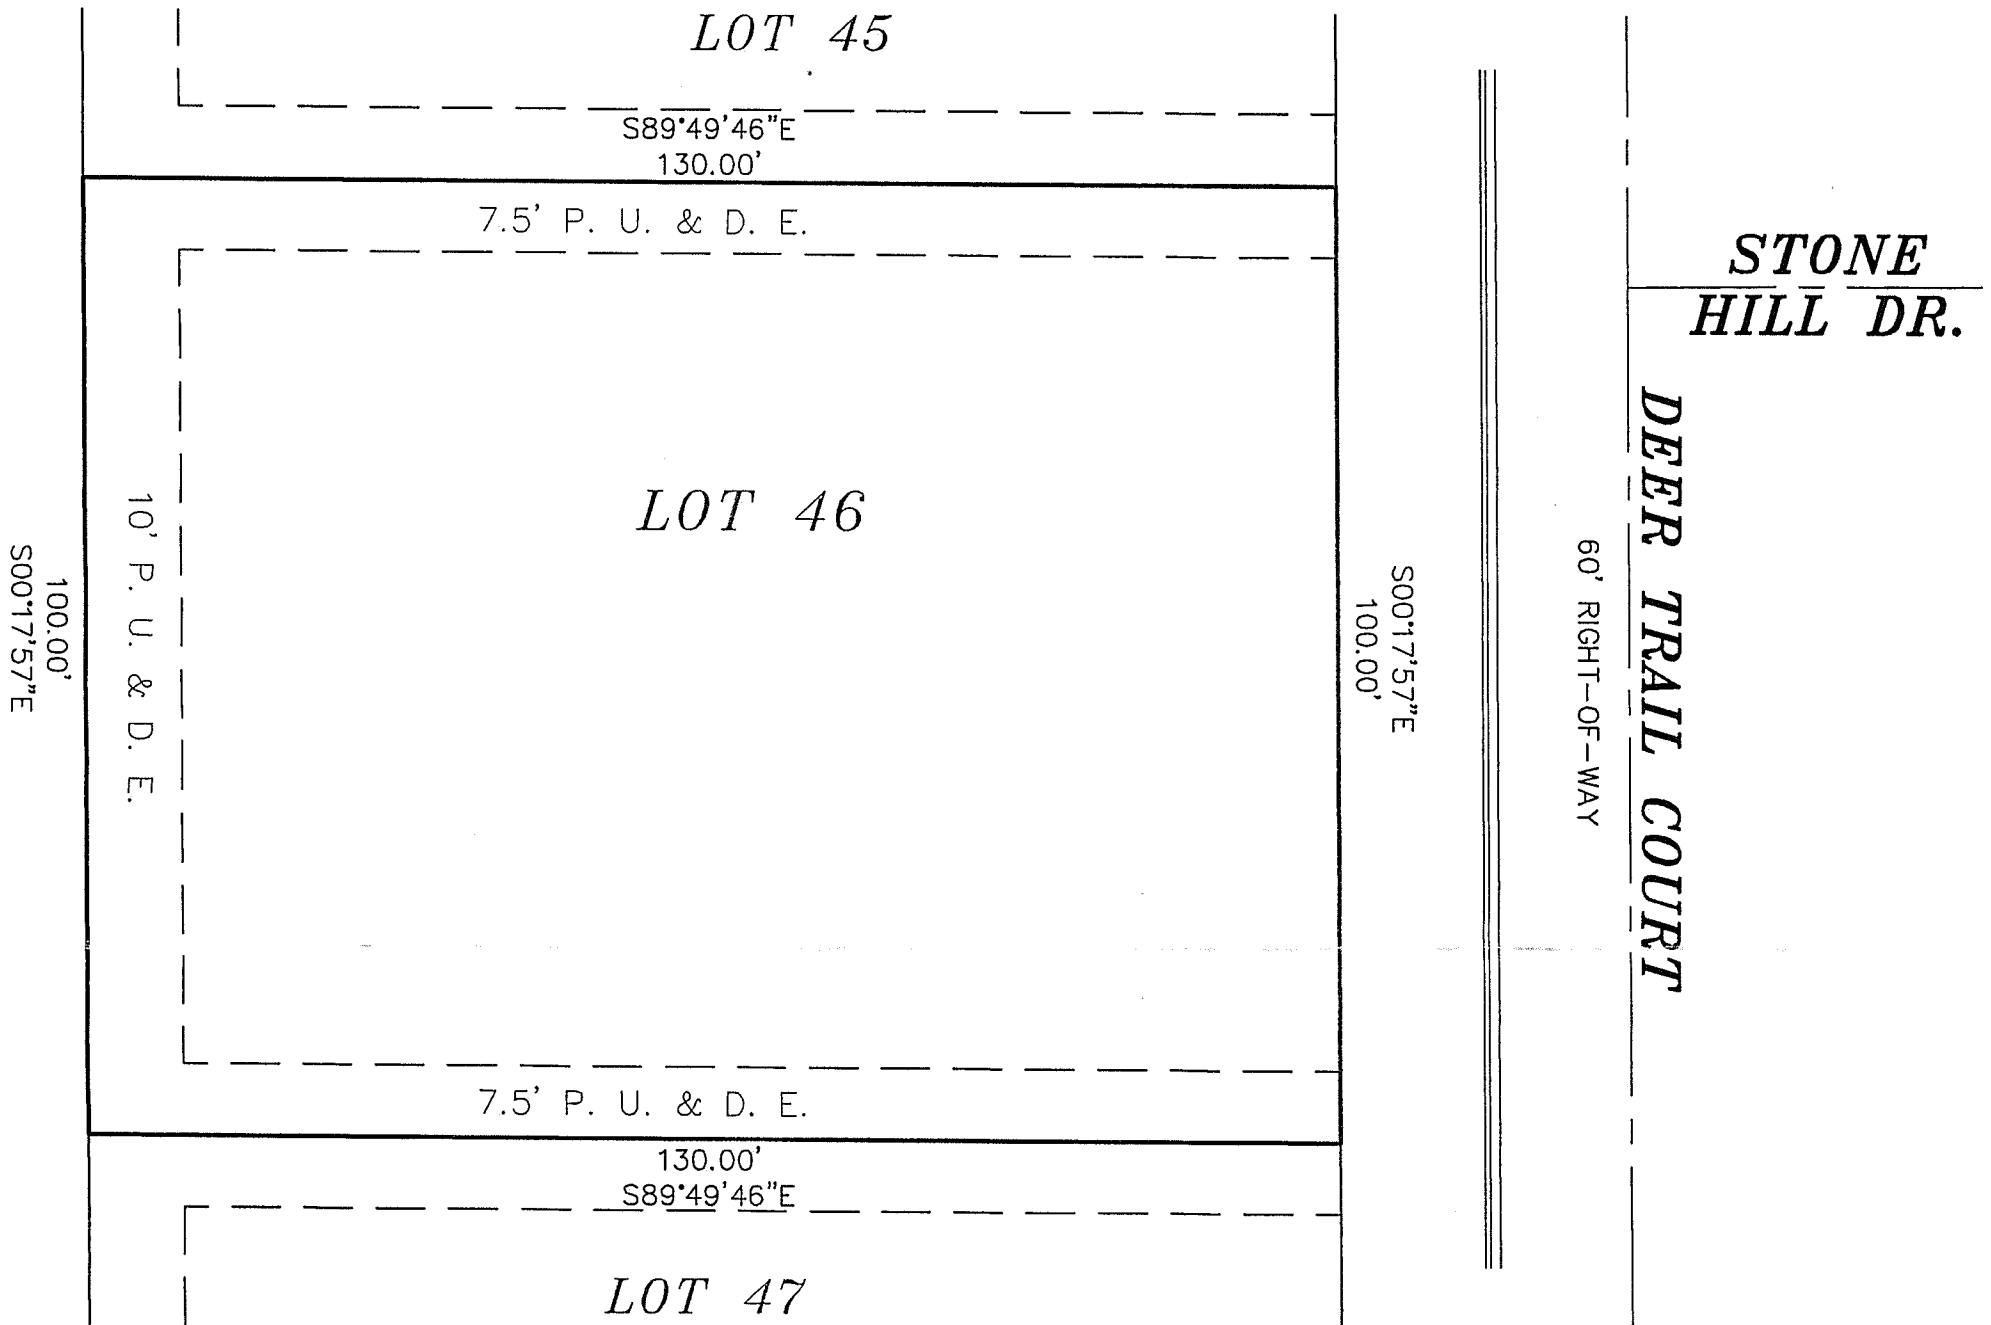 LOT 45
S89°49'46"E
130.00'
7.5' P. U. & D. E.
STONE
HILL DR.
DEER TRAIL COURT
60' RIGHT-OF-WAY
LOT 46
10' P. U. & D. E.
100.00'
S00°17'57"E
S00°17'57"E
100.00'
7.5' P. U. & D. E.
130.00'
S89°49'46"E
LOT 47